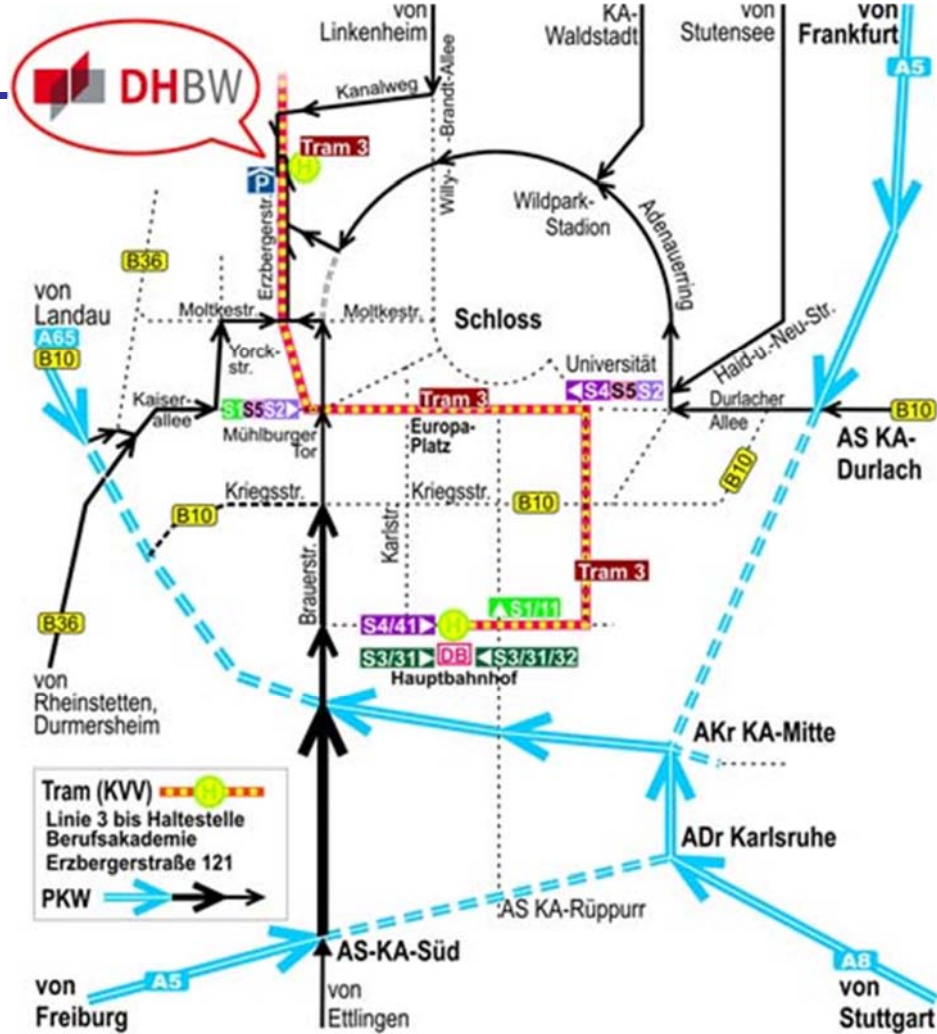 von
Linkenheim
KA-
Waldstadt
von
Stutensee
von
Frankfurt
A5
DHBW
Kanalweg
Willy-Brandt-Allee
Tram 3
H
P
Erzbergerstr.
Wildpark-
Stadion
Adenauerring
B36
von
Landau
A65
B10
Moltkestr.
Moltkestr.
Schloss
Yorck-
str.
Universität
Haid-u.-Neu-Str.
Kaiser-
allee
S1 S5 S2
Tram 3
S4 S5 S2
Durlacher
Allee
B10
Mühlburger
Tor
Europa-
Platz
AS KA-
Durlach
B10
Kriegsstr.
Kriegsstr.
B10
B10
Karlstr.
Brauerstr.
Tram 3
B36
S4/41
H
S1/11
S3/31
DB
S3/31/32
Hauptbahnhof
von
Rheinstetten,
Durmersheim
AKr KA-Mitte
Tram (KVV)
H
Linie 3 bis Haltestelle
Berufsakademie
Erzbergerstraße 121
PKW
ADr Karlsruhe
AS KA-Rüppurr
AS-KA-Süd
A5
A8
von
Freiburg
von
Ettlingen
von
Stuttgart